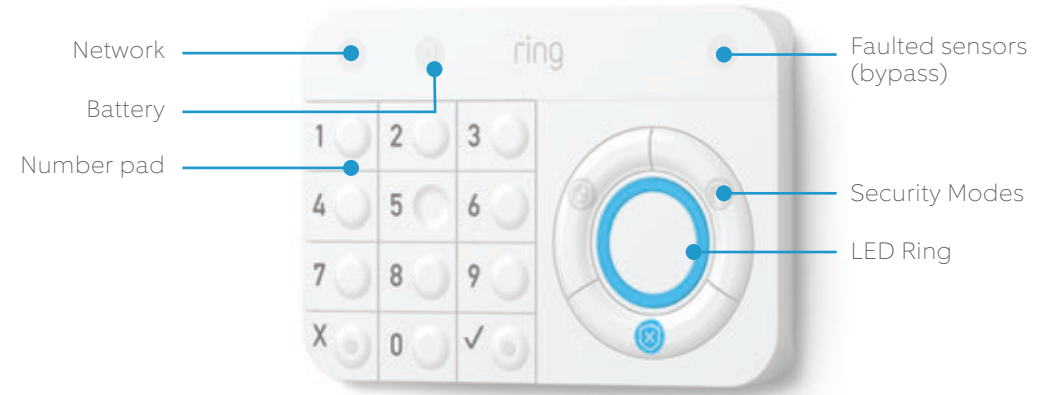 Network
Battery
Number pad
ring
Faulted sensors
(bypass)
Security Modes
LED Ring
1 2 3
4 5 6
7 8 9
X 0 ✓